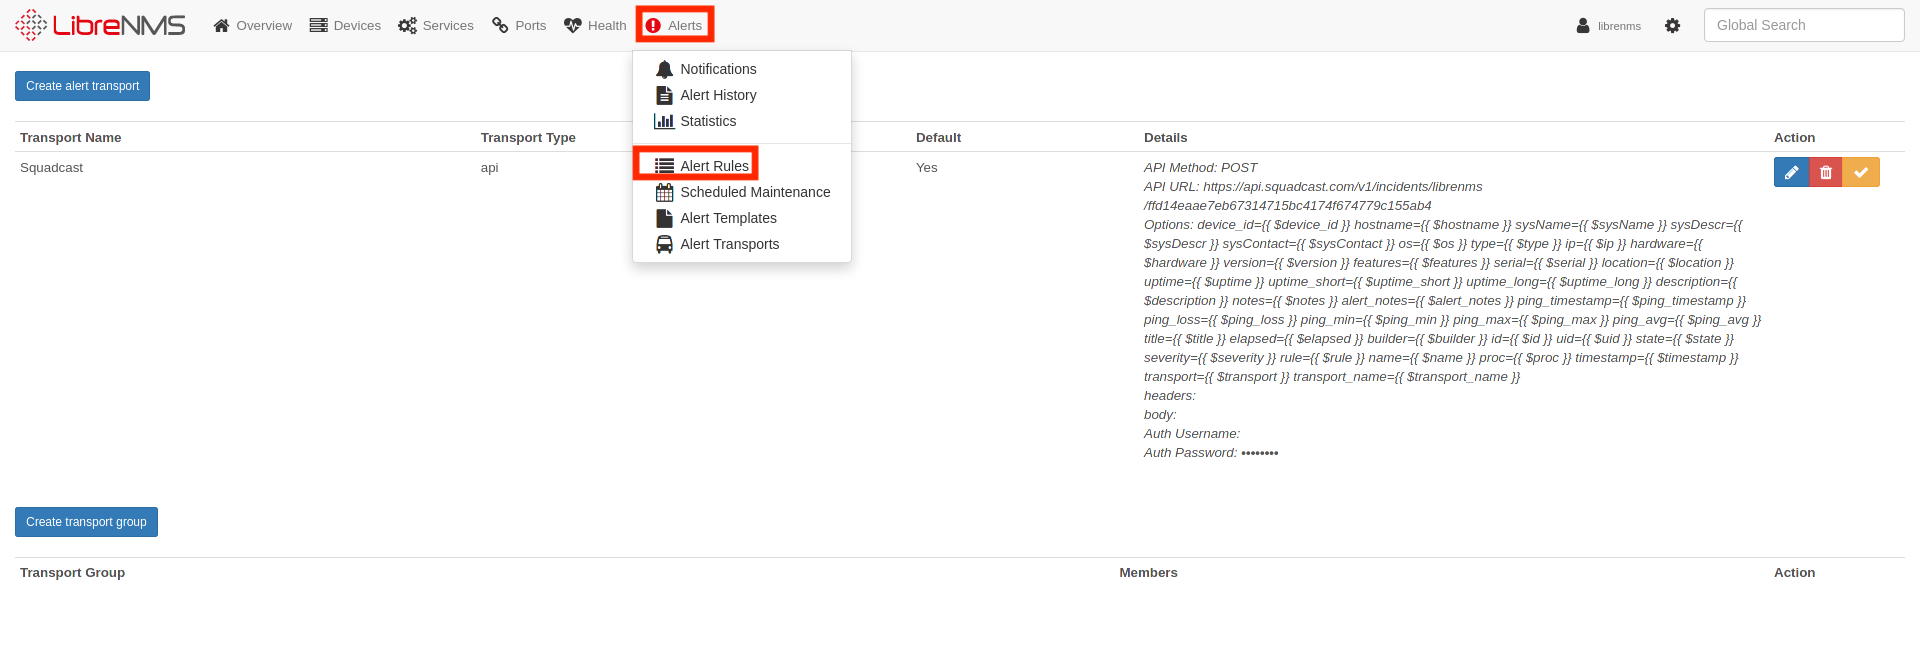 LibreNMS Overview Devices Services Ports Health Alerts librenms Global Search
Create alert transport
Notifications
Alert History
Statistics
Alert Rules
Scheduled Maintenance
Alert Templates
Alert Transports
Transport Name Transport Type Default Details Action
Squadcast api Yes API Method: POST
API URL: https://api.squadcast.com/v1/incidents/librenms
/ffd14eaae7eb67314715bc4174f674779c155ab4
Options: device_id={{ $device_id }} hostname={{ $hostname }} sysName={{ $sysName }} sysDescr={{
$sysDescr }} sysContact={{ $sysContact }} os={{ $os }} type={{ $type }} ip={{ $ip }} hardware={{
$hardware }} version={{ $version }} features={{ $features }} serial={{ $serial }} location={{ $location }}
uptime={{ $uptime }} uptime_short={{ $uptime_short }} uptime_long={{ $uptime_long }} description={{
$description }} notes={{ $notes }} alert_notes={{ $alert_notes }} ping_timestamp={{ $ping_timestamp }}
ping_loss={{ $ping_loss }} ping_min={{ $ping_min }} ping_max={{ $ping_max }} ping_avg={{ $ping_avg }}
title={{ $title }} elapsed={{ $elapsed }} builder={{ $builder }} id={{ $id }} uid={{ $uid }} state={{ $state }}
severity={{ $severity }} rule={{ $rule }} name={{ $name }} proc={{ $proc }} timestamp={{ $timestamp }}
transport={{ $transport }} transport_name={{ $transport_name }}
headers:
body:
Auth Username:
Auth Password: ••••••••
Create transport group
Transport Group Members Action